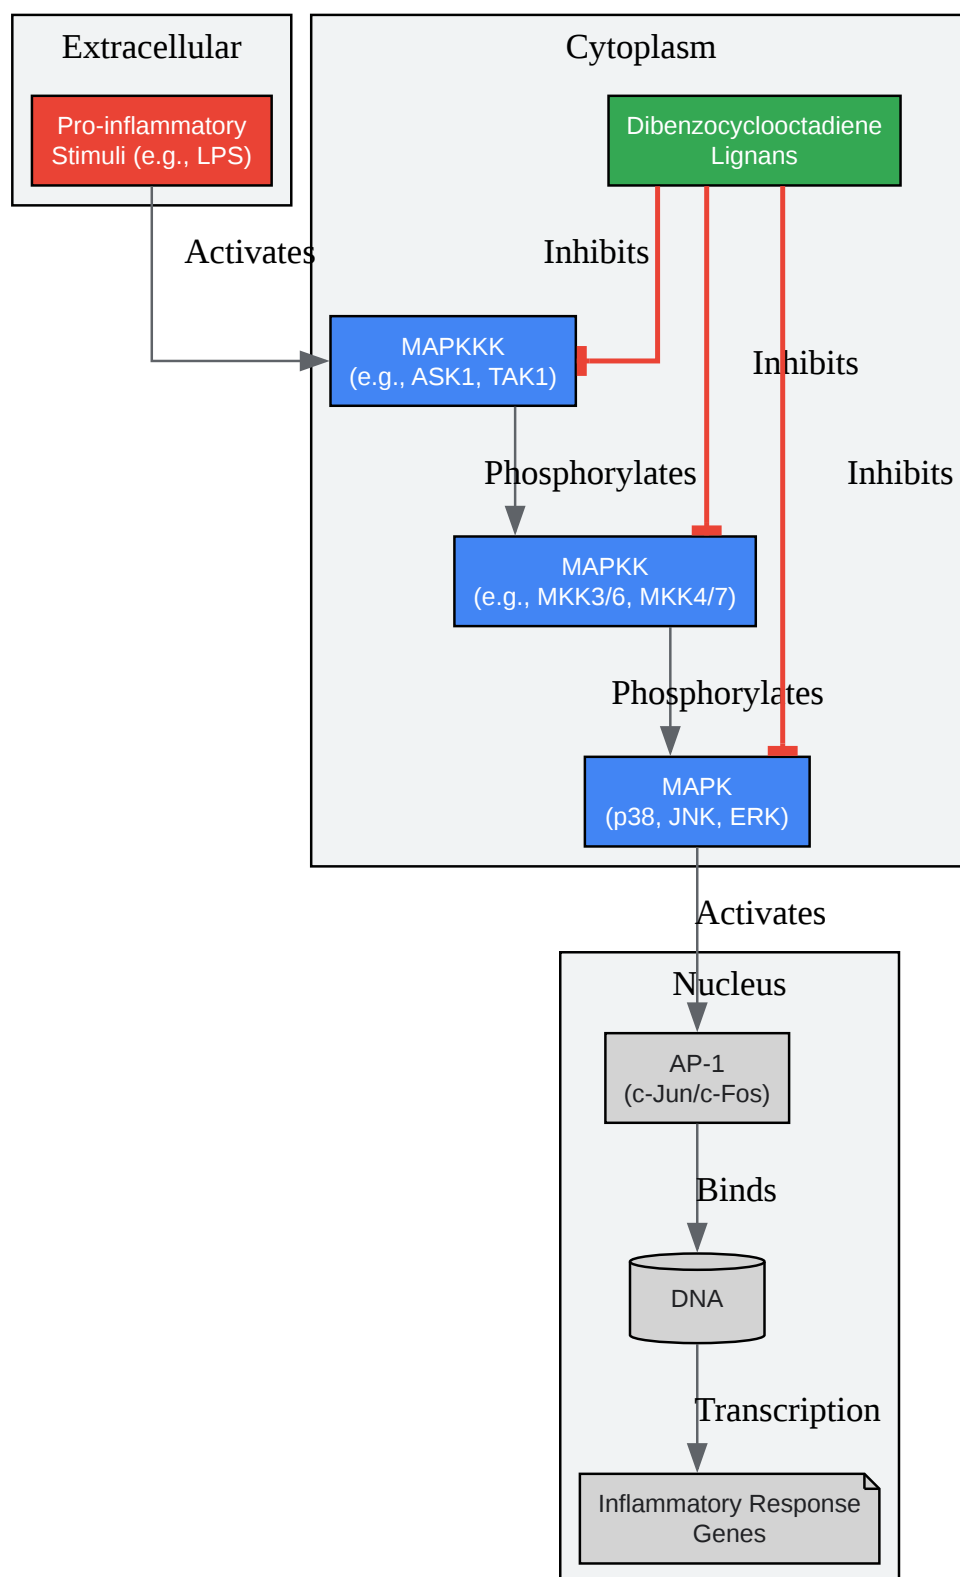 Extracellular
Cytoplasm
Pro-inflammatory
Stimuli (e.g., LPS)
Dibenzocyclooctadiene
Lignans
Activates
Inhibits
MAPKKK
(e.g., ASK1, TAK1)
Inhibits
Phosphorylates
Inhibits
MAPKK
(e.g., MKK3/6, MKK4/7)
Phosphorylates
MAPK
(p38, JNK, ERK)
Activates
Nucleus
AP-1
(c-Jun/c-Fos)
Binds
DNA
Transcription
Inflammatory Response
Genes